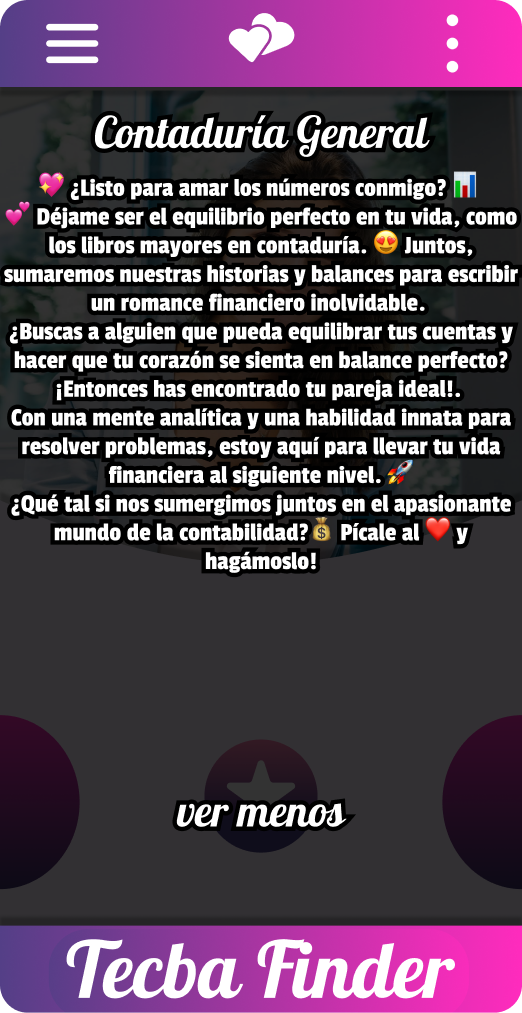 Contaduría General
💖 ¿Listo para amar los números conmigo? 📊
💕 Déjame ser el equilibrio perfecto en tu vida, como
los libros mayores en contaduría. 😍 Juntos,
sumaremos nuestras historias y balances para escribir
un romance financiero inolvidable.
¿Buscas a alguien que pueda equilibrar tus cuentas y
hacer que tu corazón se sienta en balance perfecto?
¡Entonces has encontrado tu pareja ideal!.
Con una mente analítica y una habilidad innata para
resolver problemas, estoy aquí para llevar tu vida
financiera al siguiente nivel. 🚀
¿Qué tal si nos sumergimos juntos en el apasionante
mundo de la contabilidad?💰 Pícale al ❤️ y
hagámoslo!
ver menos
Tecba Finder